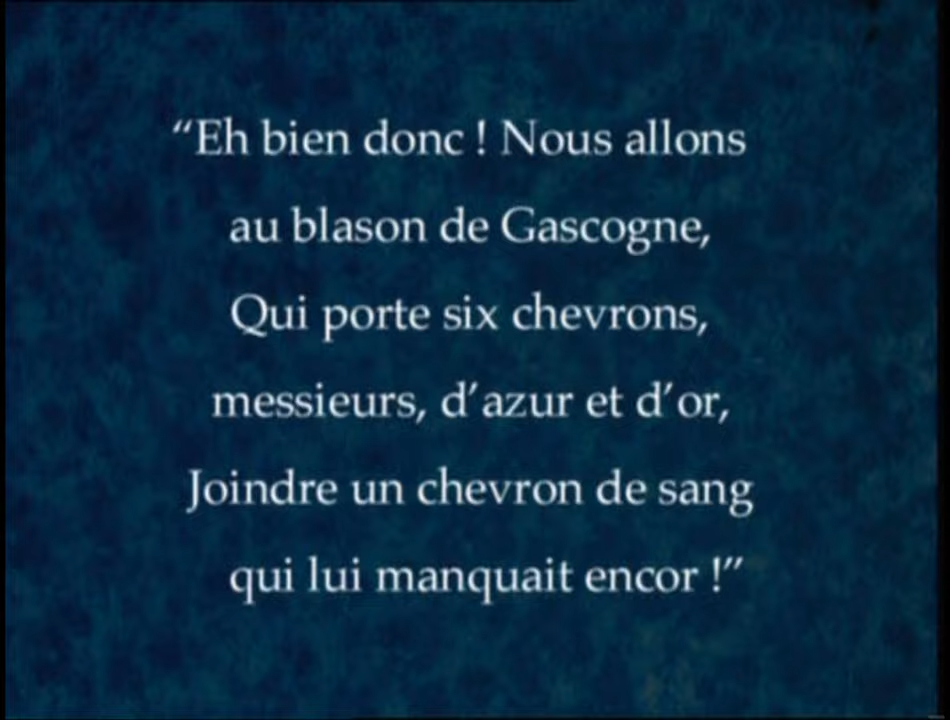 “Eh bien donc ! Nous allons
au blason de Gascogne,
Qui porte six chevrons,
messieurs, d’azur et d’or,
Joindre un chevron de sang
qui lui manquait encor !”